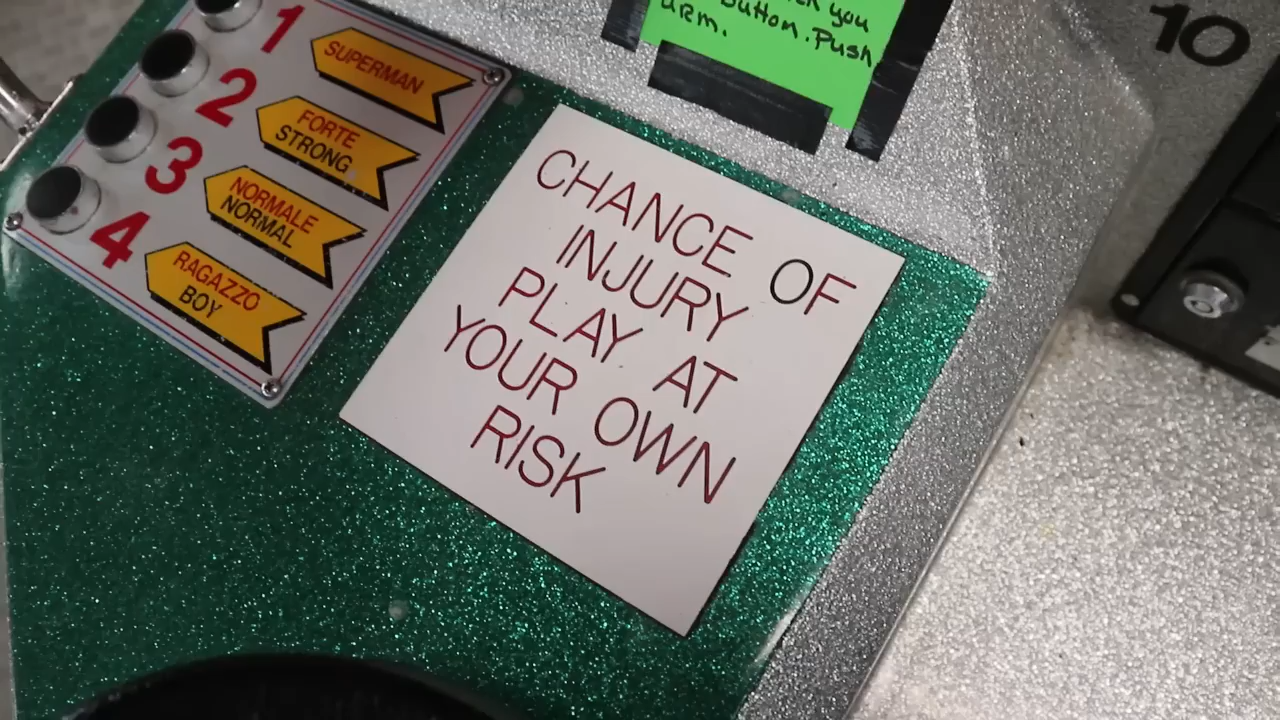 you
Button. Push
ARM.
10
1
SUPERMAN
2
FORTE
STRONG
3
NORMALE
NORMAL
4
RAGAZZO
BOY
CHANCE OF
INJURY
PLAY AT
YOUR OWN
RISK